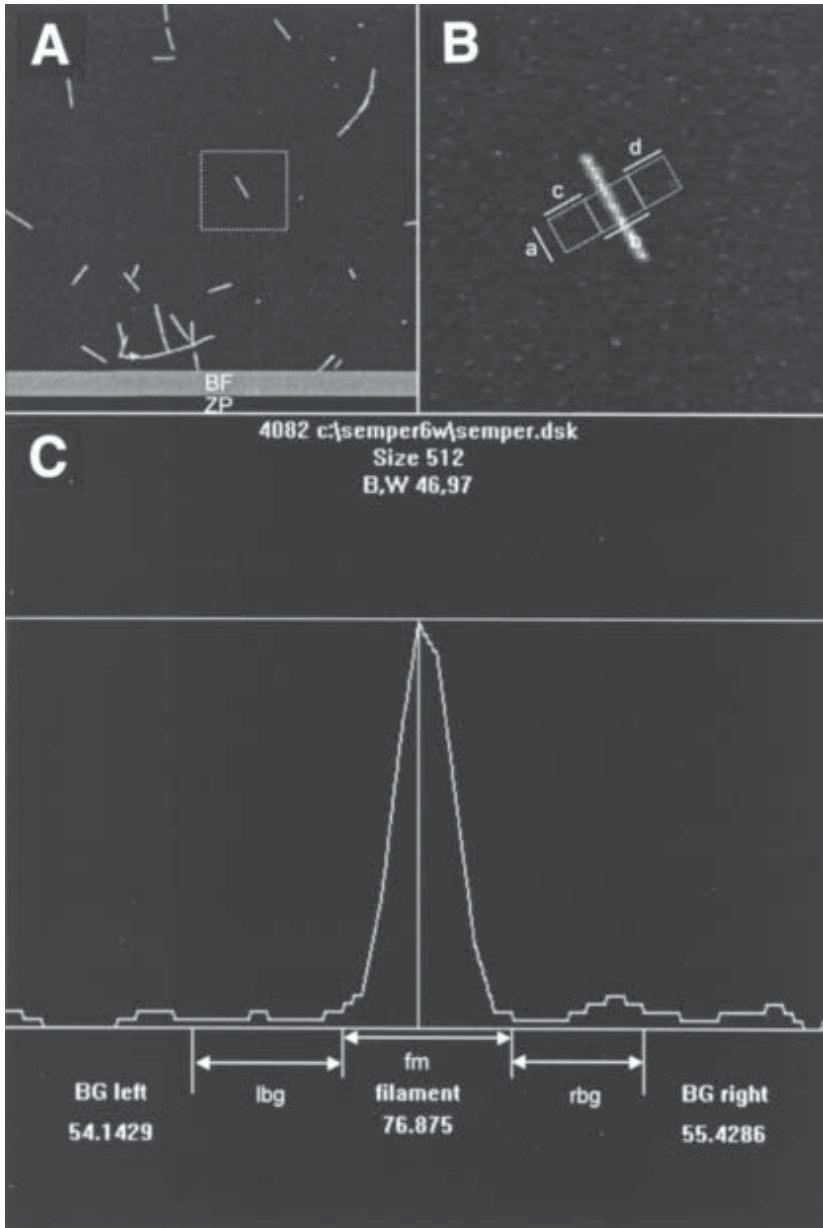 A
BF
ZP
B
d
c
a
b
C
4082 c:\semper6w\semper.dsk
Size 512
B,W 46,97
fm
lbg
rbg
BG left
filament
BG right
54.1429
76.875
55.4286